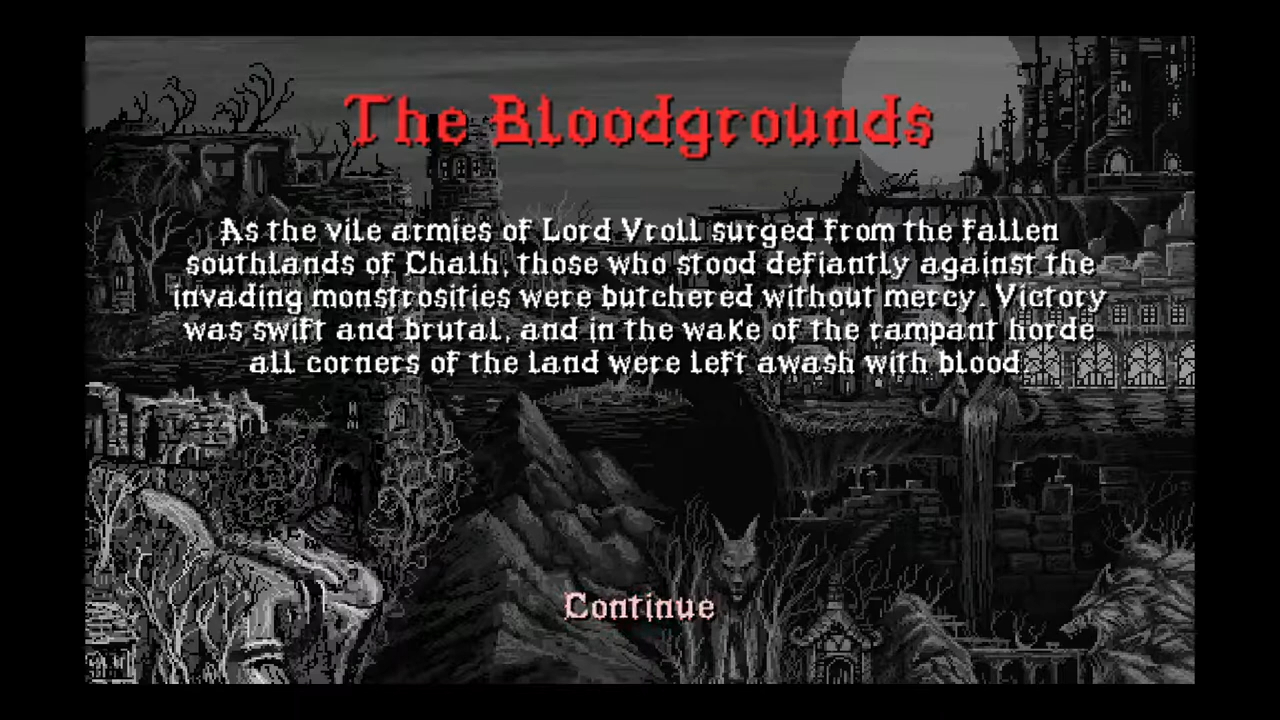 The Bloodgrounds
As the vile armies of Lord Vroll surged from the fallen
southlands of Chalh, those who stood defiantly against the
invading monstrosities were butchered without mercy. Victory
was swift and brutal, and in the wake of the rampant horde
all corners of the land were left awash with blood.
Continue